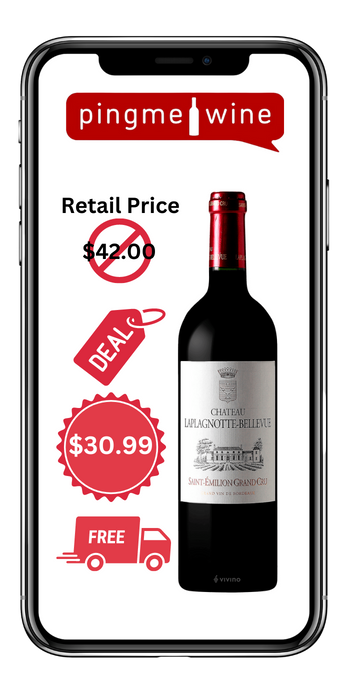 pingme wine
Retail Price
$42.00
DEAL
$30.99
FREE
CHATEAU
LAPLAGNOTTE-BELLEVUE
SAINT-ÉMILION GRAND CRU
vivino